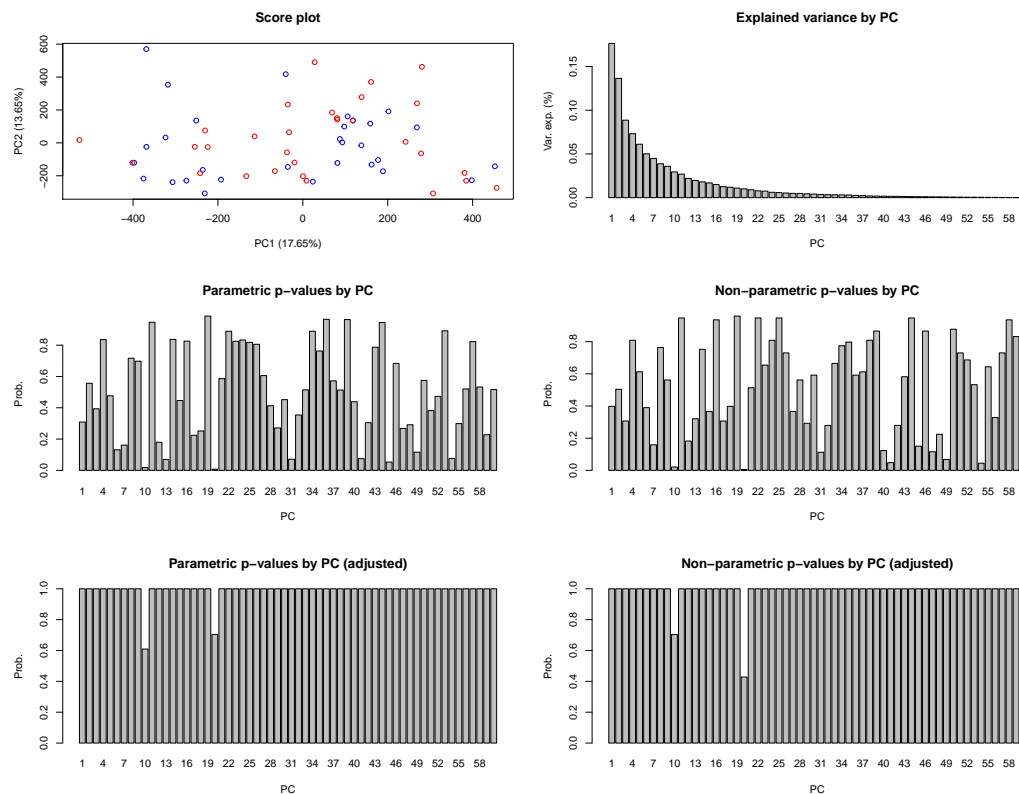 Score plot
PC2 (13.65%)
600
400
200
0
−200
−400 −200 0 200 400
PC1 (17.65%)
Explained variance by PC
Var. exp. (%)
0.15
0.10
0.05
0.00
1 4 7 10 13 16 19 22 25 28 31 34 37 40 43 46 49 52 55 58
PC
Parametric p−values by PC
Prob.
0.8
0.6
0.4
0.2
0.0
1 4 7 10 13 16 19 22 25 28 31 34 37 40 43 46 49 52 55 58
PC
Non−parametric p−values by PC
Prob.
0.8
0.6
0.4
0.2
0.0
1 4 7 10 13 16 19 22 25 28 31 34 37 40 43 46 49 52 55 58
PC
Parametric p−values by PC (adjusted)
Prob.
1.0
0.8
0.6
0.4
0.2
0.0
1 4 7 10 13 16 19 22 25 28 31 34 37 40 43 46 49 52 55 58
PC
Non−parametric p−values by PC (adjusted)
Prob.
1.0
0.8
0.6
0.4
0.2
0.0
1 4 7 10 13 16 19 22 25 28 31 34 37 40 43 46 49 52 55 58
PC